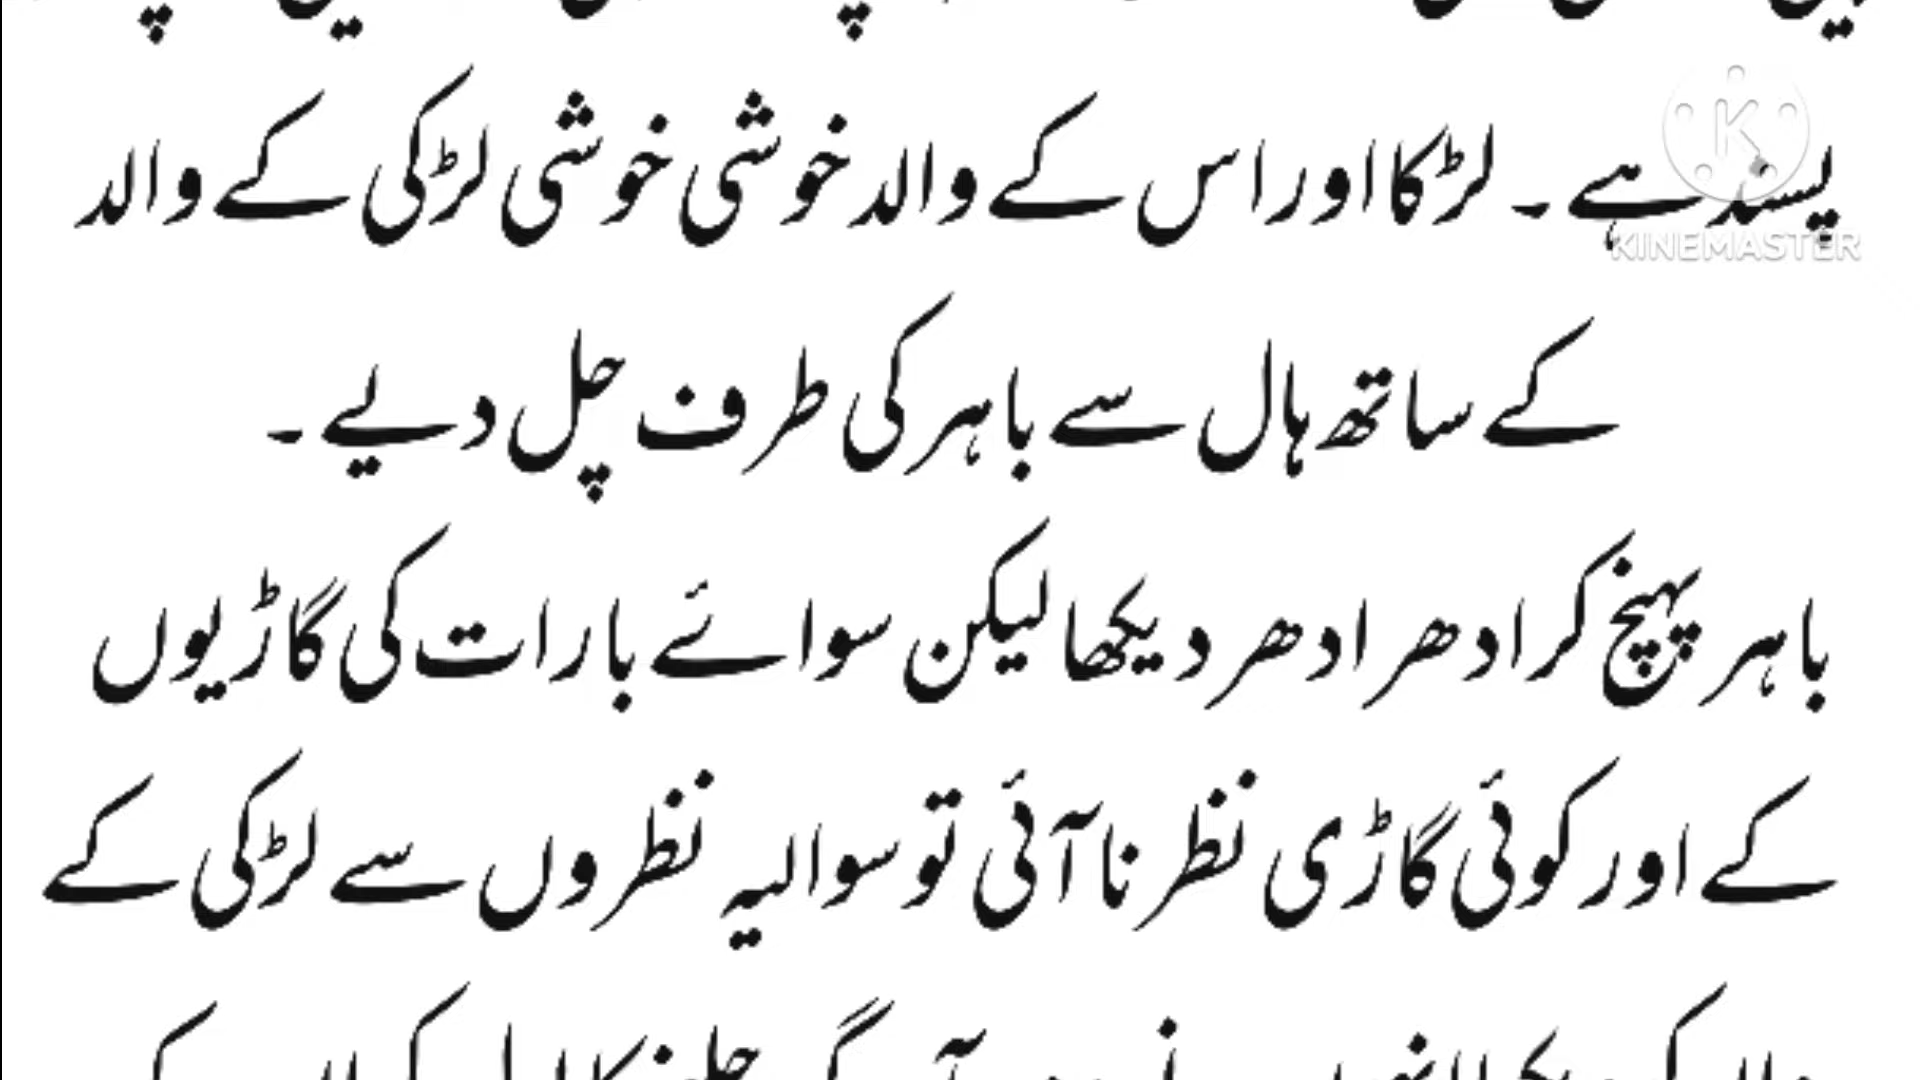 پسند ہے۔ لڑکا اور اس کے والد خوشی خوشی لڑکی کے والد
KINEMASTER
کے ساتھ ہال سے باہر کی طرف چل دیے۔
باہر پہنچ کر ادھر ادھر دیکھا لیکن سوائے بارات کی گاڑیوں
کے اور کوئی گاڑی نظر نا آئی تو سوالیہ نظروں سے لڑکی کے